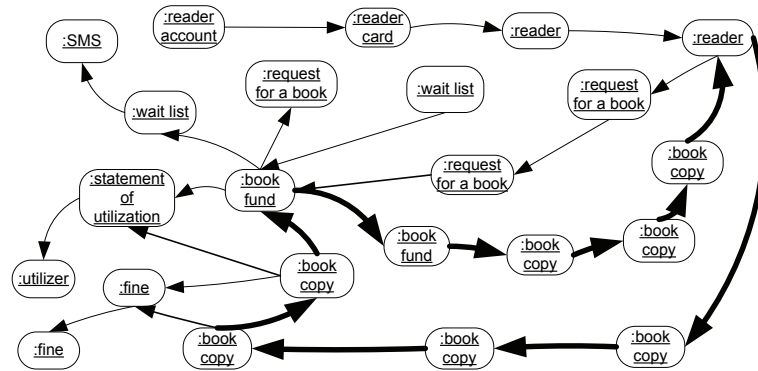 :reader
account
:reader
card
:reader
:reader
:SMS
:request
for a book
:wait list
:request
for a book
:wait list
:book
copy
:statement
of
utilization
:book
fund
:request
for a book
:book
fund
:book
copy
:book
copy
:utilizer
:fine
:book
copy
:fine
:book
copy
:book
copy
:book
copy